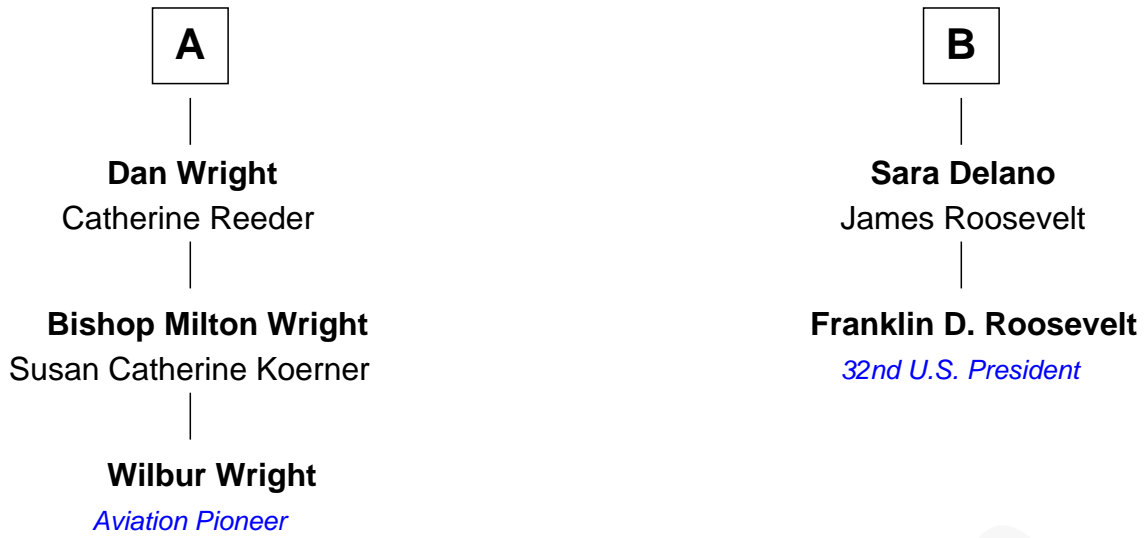 A
Dan Wright
Catherine Reeder
Bishop Milton Wright
Susan Catherine Koerner
Wilbur Wright
Aviation Pioneer
B
Sara Delano
James Roosevelt
Franklin D. Roosevelt
32nd U.S. President